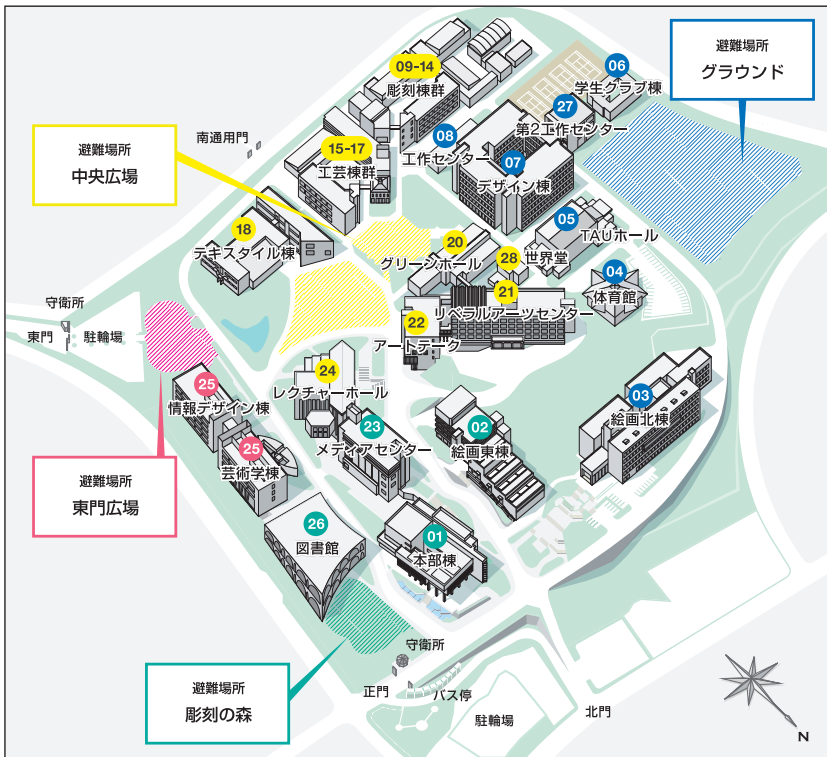 避難場所
グラウンド
06
学生クラブ棟
09-14
彫刻棟群
27
第2工作センター
南通用門
避難場所
中央広場
08
工作センター
15-17
工芸棟群
07
デザイン棟
18
テキスタイル棟
20
グリーンホール
28
世界堂
05
TAUホール
04
体育館
21
リベラルアーツセンター
22
アートテーク
守衛所
東門
駐輪場
24
レクチャーホール
25
情報デザイン棟
23
メディアセンター
02
絵画東棟
03
絵画北棟
25
芸術学棟
避難場所
東門広場
26
図書館
01
本部棟
守衛所
正門
バス停
避難場所
彫刻の森
駐輪場
北門
N